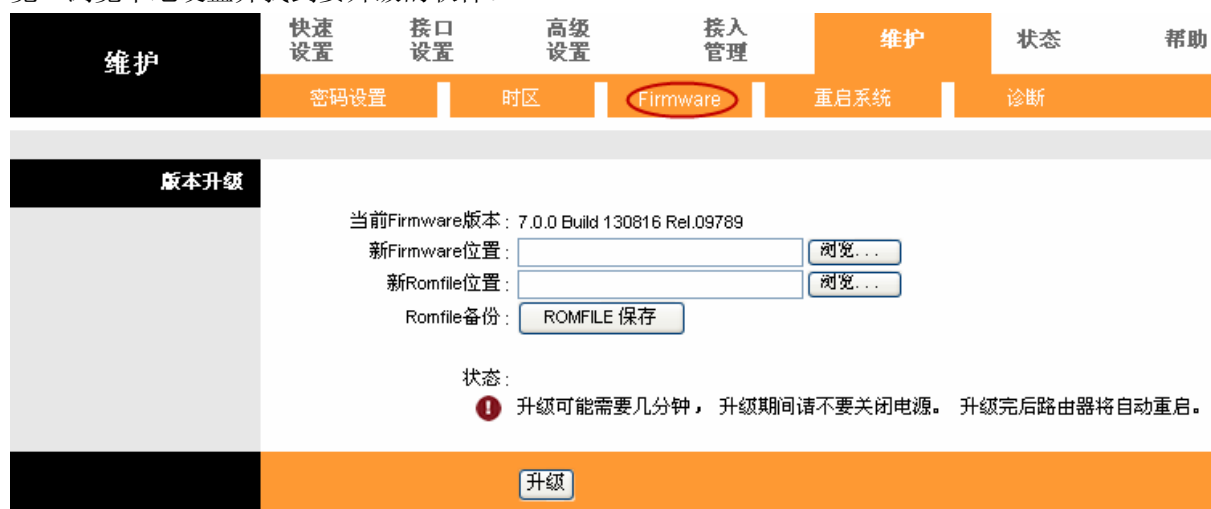 维护
快速设置 接口设置 高级设置 接入管理 维护 状态 帮助
密码设置 时区 Firmware 重启系统 诊断
版本升级
当前Firmware版本 : 7.0.0 Build 130816 Rel.09789
新Firmware位置 : 浏览...
新Romfile位置 : 浏览...
Romfile备份 : ROMFILE 保存
状态 :
升级可能需要几分钟， 升级期间请不要关闭电源。 升级完后路由器将自动重启。
升级